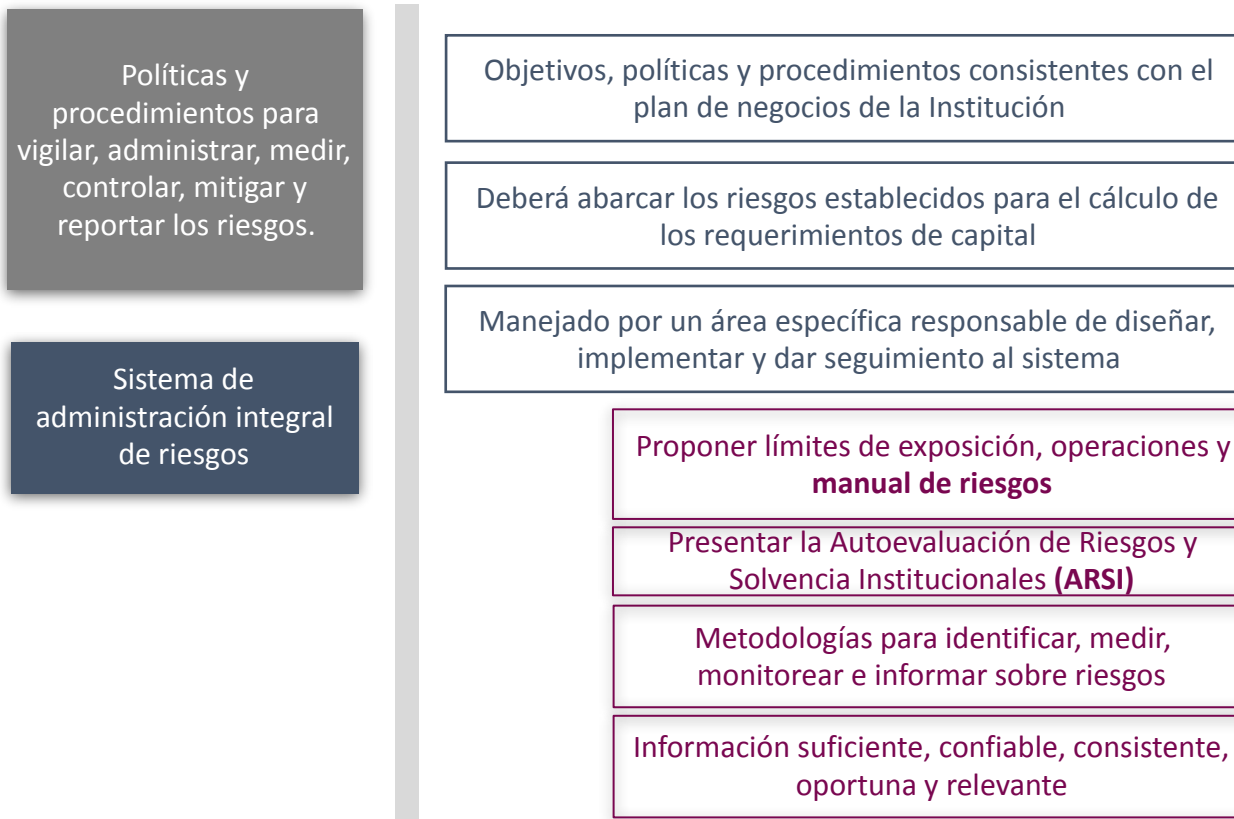 Políticas y
procedimientos para
vigilar, administrar, medir,
controlar, mitigar y
reportar los riesgos.
Sistema de
administración integral
de riesgos
Objetivos, políticas y procedimientos consistentes con el
plan de negocios de la Institución
Deberá abarcar los riesgos establecidos para el cálculo de
los requerimientos de capital
Manejado por un área específica responsable de diseñar,
implementar y dar seguimiento al sistema
Proponer límites de exposición, operaciones y
manual de riesgos
Presentar la Autoevaluación de Riesgos y
Solvencia Institucionales (ARSI)
Metodologías para identificar, medir,
monitorear e informar sobre riesgos
Información suficiente, confiable, consistente,
oportuna y relevante